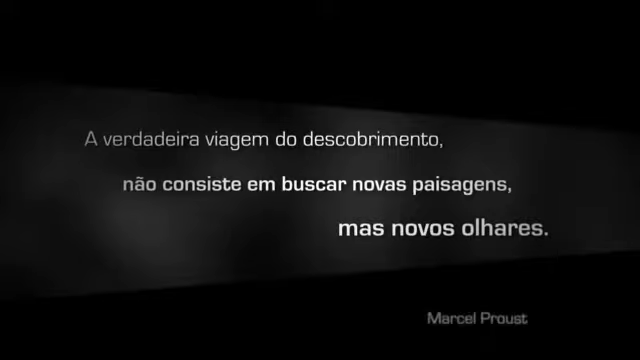 A verdadeira viagem do descobrimento,
não consiste em buscar novas paisagens,
mas novos olhares.
Marcel Proust